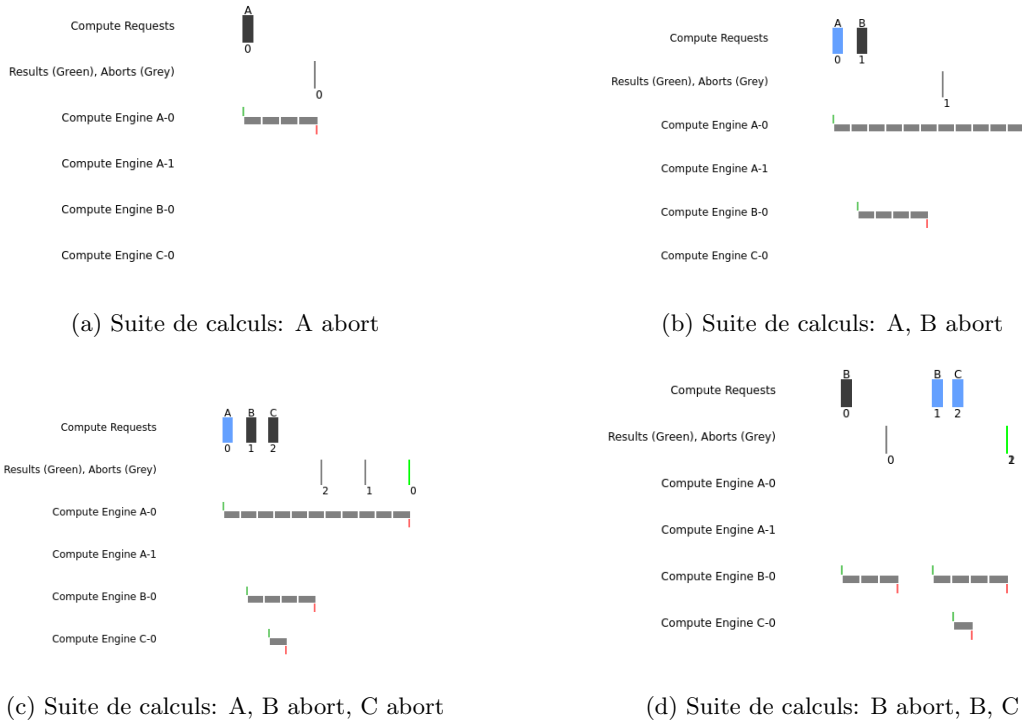 A
Compute Requests
0
Results (Green), Aborts (Grey)
0
Compute Engine A-0
Compute Engine A-1
Compute Engine B-0
Compute Engine C-0
(a) Suite de calculs: A abort
A B
Compute Requests
0 1
Results (Green), Aborts (Grey)
1
Compute Engine A-0
Compute Engine A-1
Compute Engine B-0
Compute Engine C-0
(b) Suite de calculs: A, B abort
A B C
Compute Requests
0 1 2
Results (Green), Aborts (Grey)
2 1 0
Compute Engine A-0
Compute Engine A-1
Compute Engine B-0
Compute Engine C-0
(c) Suite de calculs: A, B abort, C abort
B B C
Compute Requests
0 1 2
Results (Green), Aborts (Grey)
0
Compute Engine A-0
Compute Engine A-1
Compute Engine B-0
Compute Engine C-0
(d) Suite de calculs: B abort, B, C